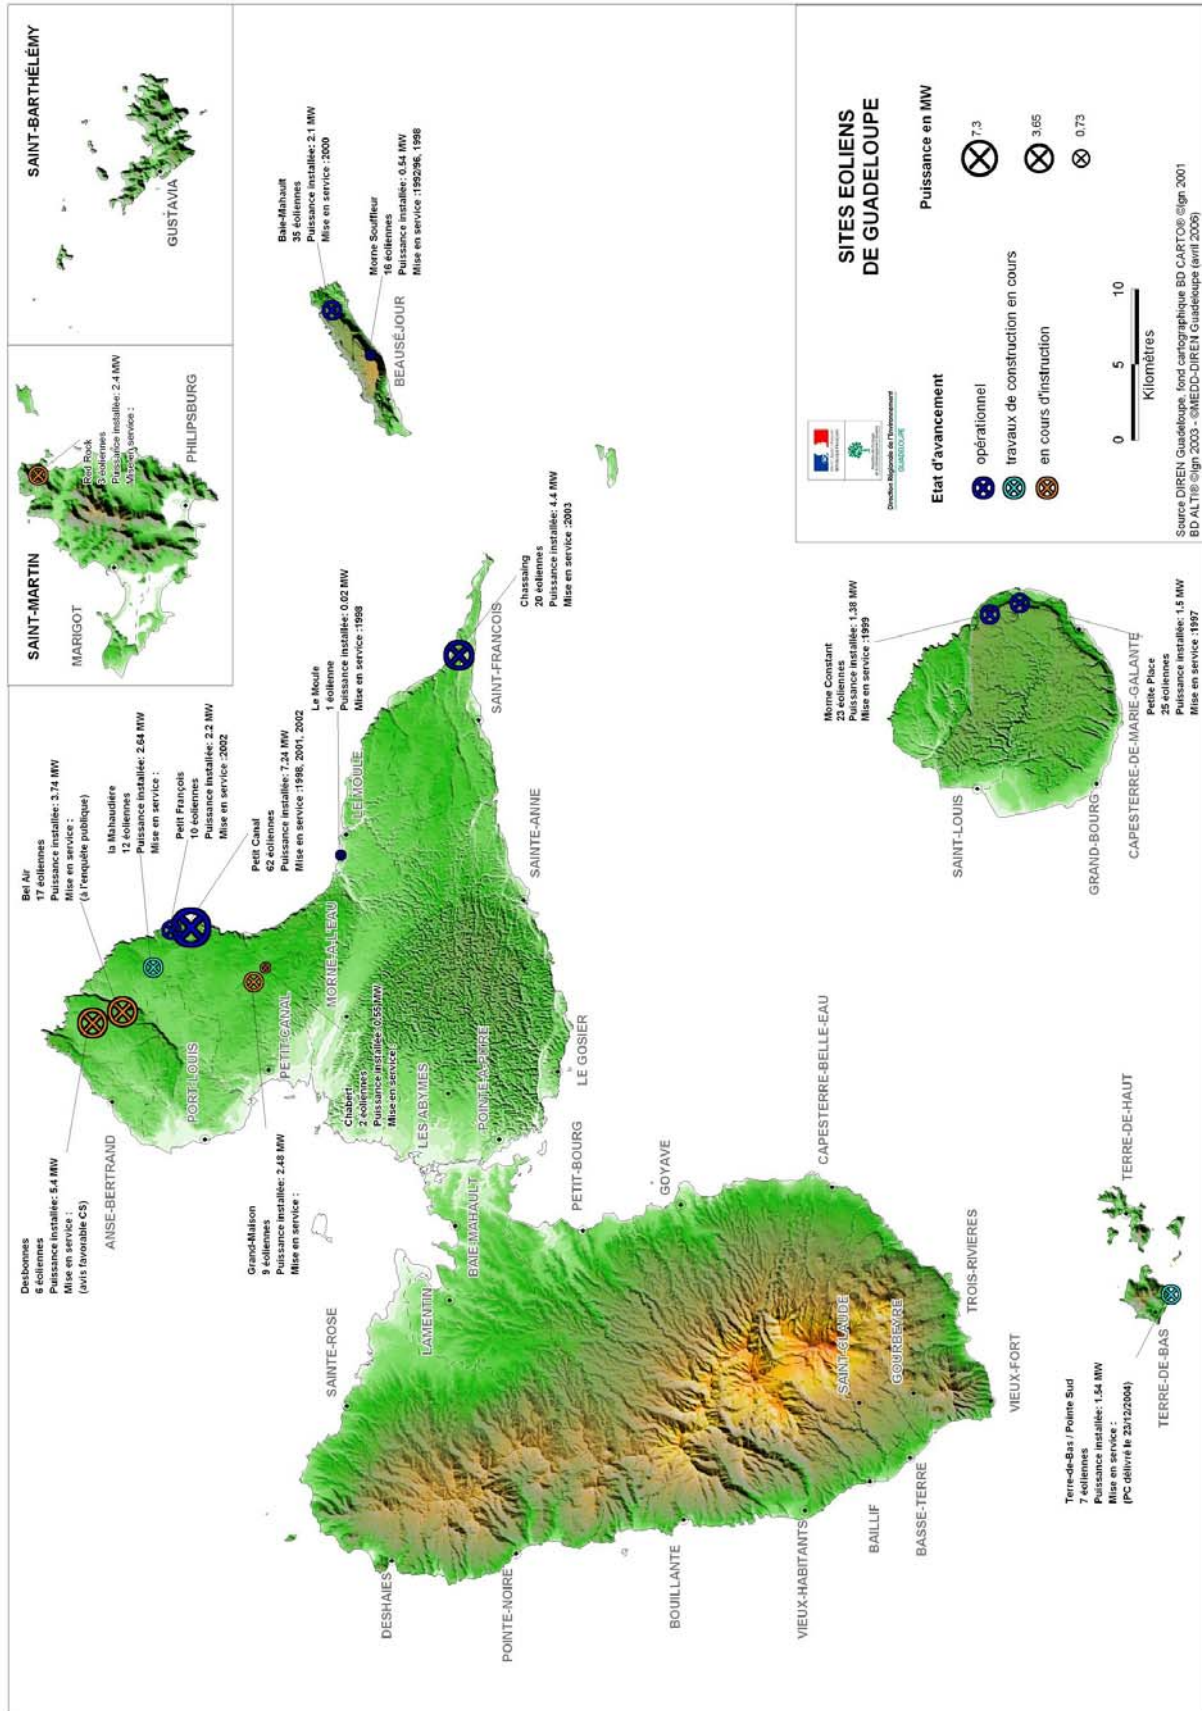 SAINT-MARTIN
MARIGOT
PHILIPSBURG
Red Rock
3 éoliennes
Puissance installée: 2.4 MW
Mise en service :
SAINT-BARTHÉLÉMY
GUSTAVIA
Desbonnes
6 éoliennes
Puissance installée: 5.4 MW
Mise en service :
(avis favorable CS)
Bel Air
17 éoliennes
Puissance installée: 3.74 MW
Mise en service :
(à l'enquête publique)
la Mahaudière
12 éoliennes
Puissance installée: 2.64 MW
Mise en service :
Petit François
10 éoliennes
Puissance installée: 2.2 MW
Mise en service :2002
Petit Canal
62 éoliennes
Puissance installée: 7.24 MW
Mise en service :1998, 2001, 2002
Le Moule
1 éolienne
Puissance installée: 0.02 MW
Mise en service :1998
Chassaing
20 éoliennes
Puissance installée: 4.4 MW
Mise en service :2003
Baie-Mahault
35 éoliennes
Puissance installée: 2.1 MW
Mise en service :2000
Morne Souffleur
16 éoliennes
Puissance installée: 0.54 MW
Mise en service :1992/96, 1998
BEAUSÉJOUR
Grand-Maison
9 éoliennes
Puissance installée: 2.48 MW
Mise en service :
Chabert
2 éoliennes
Puissance installée: 0.55 MW
Mise en service :
ANSE-BERTRAND
PORT-LOUIS
PETIT-CANAL
MORNE-A-L'EAU
LE MOULE
SAINT-FRANCOIS
SAINTE-ANNE
LES ABYMES
POINTE-A-PITRE
LE GOSIER
SAINTE-ROSE
LAMENTIN
BAIE-MAHAULT
PETIT-BOURG
GOYAVE
CAPESTERRE-BELLE-EAU
DESHAIES
POINTE-NOIRE
BOUILLANTE
VIEUX-HABITANTS
BAILLIF
BASSE-TERRE
SAINT-CLAUDE
GOURBEYRE
TROIS-RIVIERES
VIEUX-FORT
Terre-de-Bas / Pointe Sud
7 éoliennes
Puissance installée: 1.54 MW
Mise en service :
(PC délivré le 23/12/2004)
TERRE-DE-BAS
TERRE-DE-HAUT
Morne Constant
23 éoliennes
Puissance installée: 1.38 MW
Mise en service :1999
SAINT-LOUIS
GRAND-BOURG
CAPESTERRE-DE-MARIE-GALANTE
Petite Place
25 éoliennes
Puissance installée: 1.5 MW
Mise en service :1997
Direction Régionale de l'Environnement
GUADELOUPE
SITES EOLIENS
DE GUADELOUPE
Etat d'avancement
opérationnel
travaux de construction en cours
en cours d'instruction
Puissance en MW
7,3
3,65
0,73
0 5 10
Kilomètres
Source DIREN Guadeloupe, fond cartographique BD CARTO® ©Ign 2001
BD ALTI® ©Ign 2003 - ©MEDD-DIREN Guadeloupe (avril 2006)